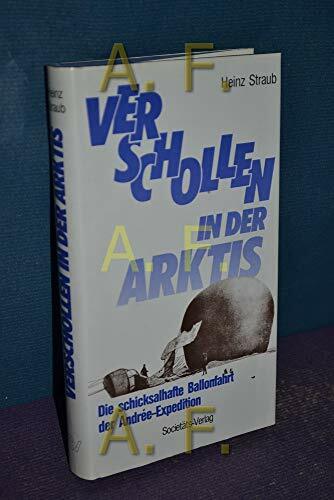 A. F.
Heinz Straub
VER
SCHOLLEN
IN DER
ARKTIS
A. F.
A. F.
Die schicksalhafte Ballonfahrt
der Andrée-Expedition
Societäts-Verlag
A. F.
Heinz
Straub
VERSCHOLLEN IN DER ARKTIS